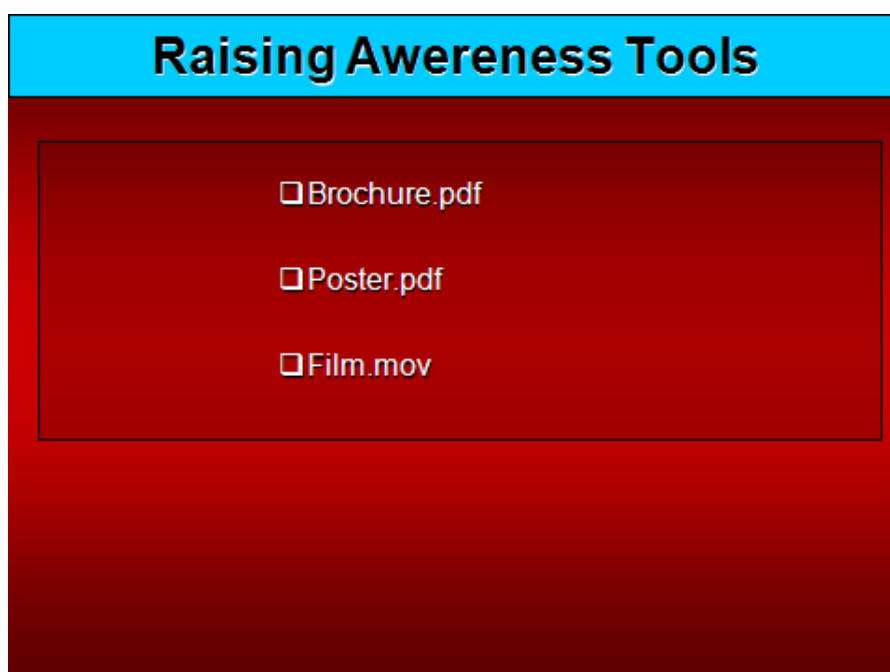 Raising Awereness Tools
❑Brochure.pdf
❑Poster.pdf
❑Film.mov